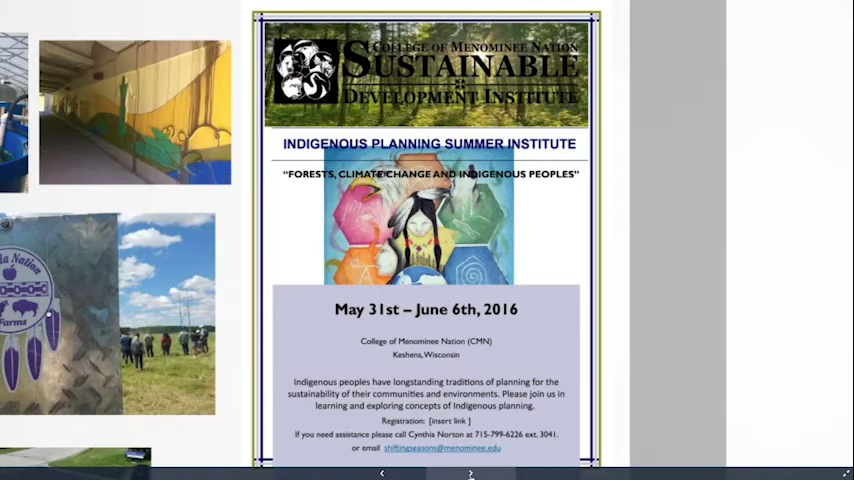 COLLEGE OF MENOMINEE NATION
SUSTAINABLE
DEVELOPMENT INSTITUTE
INDIGENOUS PLANNING SUMMER INSTITUTE
“FORESTS, CLIMATE CHANGE AND INDIGENOUS PEOPLES”
May 31st – June 6th, 2016
College of Menominee Nation (CMN)
Keshena, Wisconsin
Indigenous peoples have longstanding traditions of planning for the
sustainability of their communities and environments. Please join us in
learning and exploring concepts of Indigenous planning.
Registration: [insert link ]
If you need assistance please call Cynthia Norton at 715-799-6226 ext. 3041.
or email shiftingseasons@menominee.edu
Nation
Farms